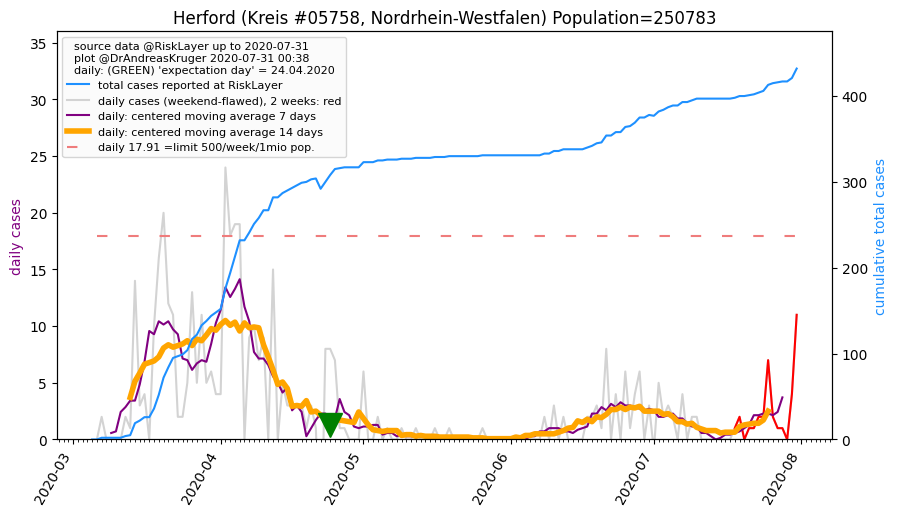 Herford (Kreis #05758, Nordrhein-Westfalen) Population=250783
source data @RiskLayer up to 2020-07-31
plot @DrAndreasKruger 2020-07-31 00:38
daily: (GREEN) 'expectation day' = 24.04.2020
total cases reported at RiskLayer
daily cases (weekend-flawed), 2 weeks: red
daily: centered moving average 7 days
daily: centered moving average 14 days
daily 17.91 =limit 500/week/1mio pop.
daily cases
35
30
25
20
15
10
5
0
cumulative total cases
400
300
200
100
0
2020-03
2020-04
2020-05
2020-06
2020-07
2020-08